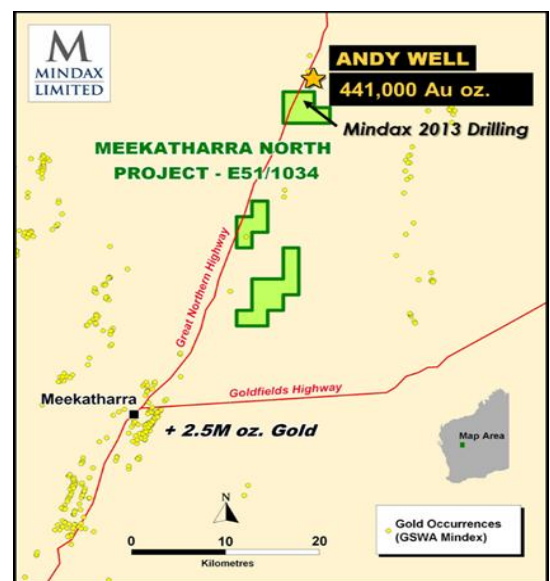 M
MINDAX
LIMITED
ANDY WELL
441,000 Au oz.
Mindax 2013 Drilling
MEEKATHARRA NORTH
PROJECT - E51/1034
Great Northern Highway
Goldfields Highway
Meekatharra
+ 2.5M oz. Gold
Map Area
N
0 10 20
Kilometres
Gold Occurrences
(GSWA Mindex)